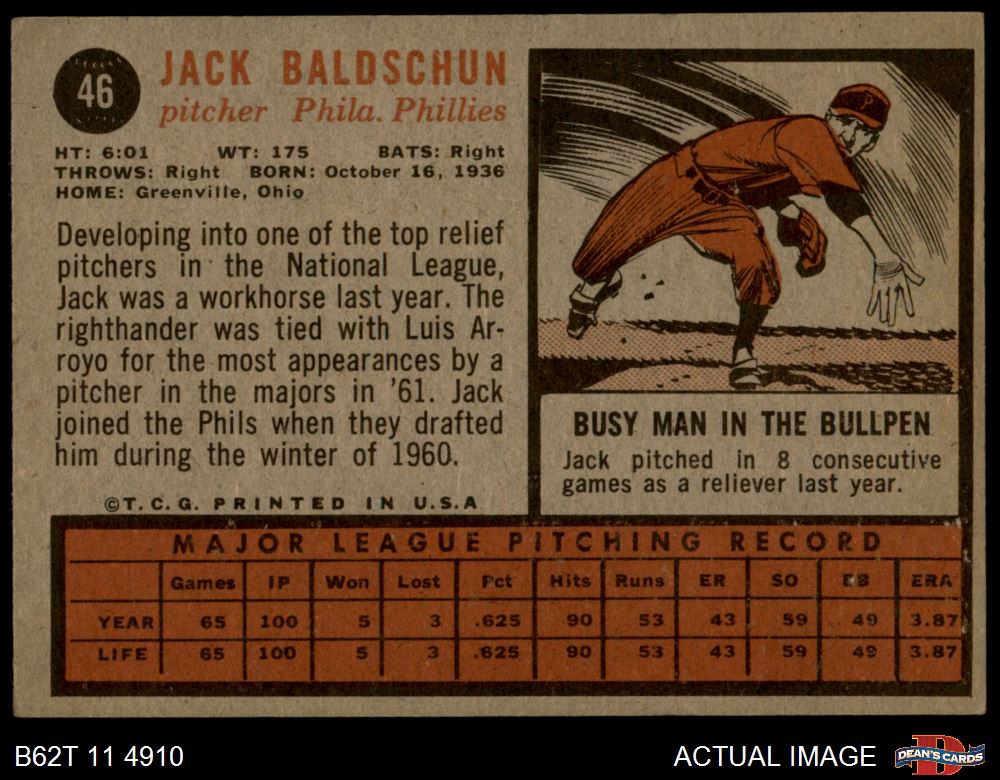 46
JACK BALDSCHUN
pitcher Phila. Phillies
HT: 6:01 WT: 175 BATS: Right
THROWS: Right BORN: October 16, 1936
HOME: Greenville, Ohio
Developing into one of the top relief
pitchers in the National League,
Jack was a workhorse last year. The
righthander was tied with Luis Ar-
royo for the most appearances by a
pitcher in the majors in '61. Jack
joined the Phils when they drafted
him during the winter of 1960.
©T.C.G. PRINTED IN U.S.A
P
BUSY MAN IN THE BULLPEN
Jack pitched in 8 consecutive
games as a reliever last year.
MAJOR LEAGUE PITCHING RECORD
Games IP Won Lost Pct Hits Runs ER SO BB ERA
YEAR 65 100 5 3 .625 90 53 43 59 49 3.87
LIFE 65 100 5 3 .625 90 53 43 59 49 3.87
B62T 11 4910
ACTUAL IMAGE
D
DEAN'S CARDS